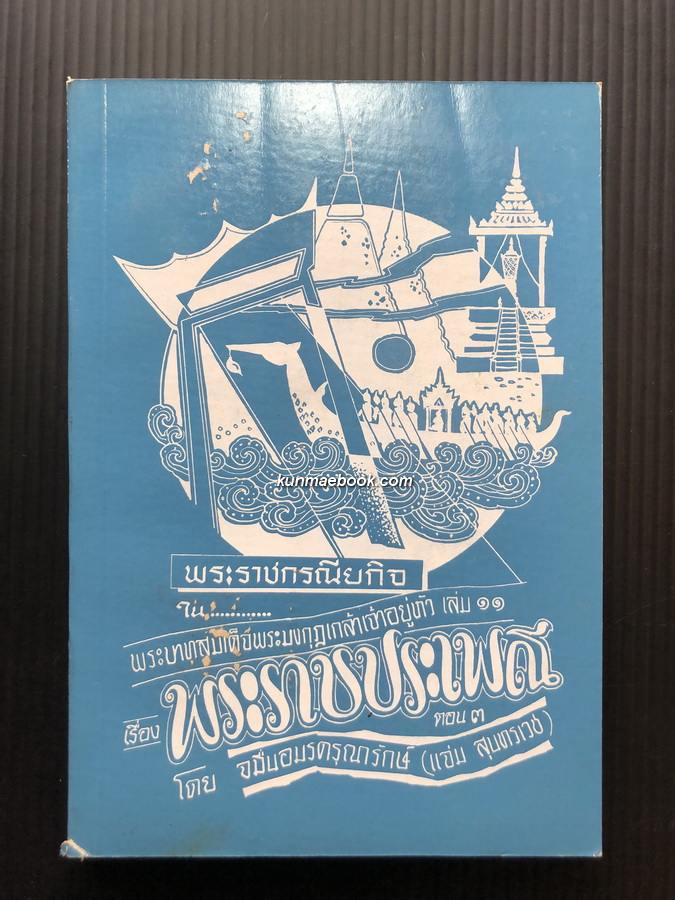 kunmaebook.com
พระราชกรณียกิจ
ใน............
พระบาทสมเด็จพระมงกุฎเกล้าเจ้าอยู่หัว เล่ม ๑๑
เรื่อง พระราชประเพณี
ตอน ๓
โดย จมื่นอมรดรุณารักษ์ (แจ่ม สุนทรเวช)